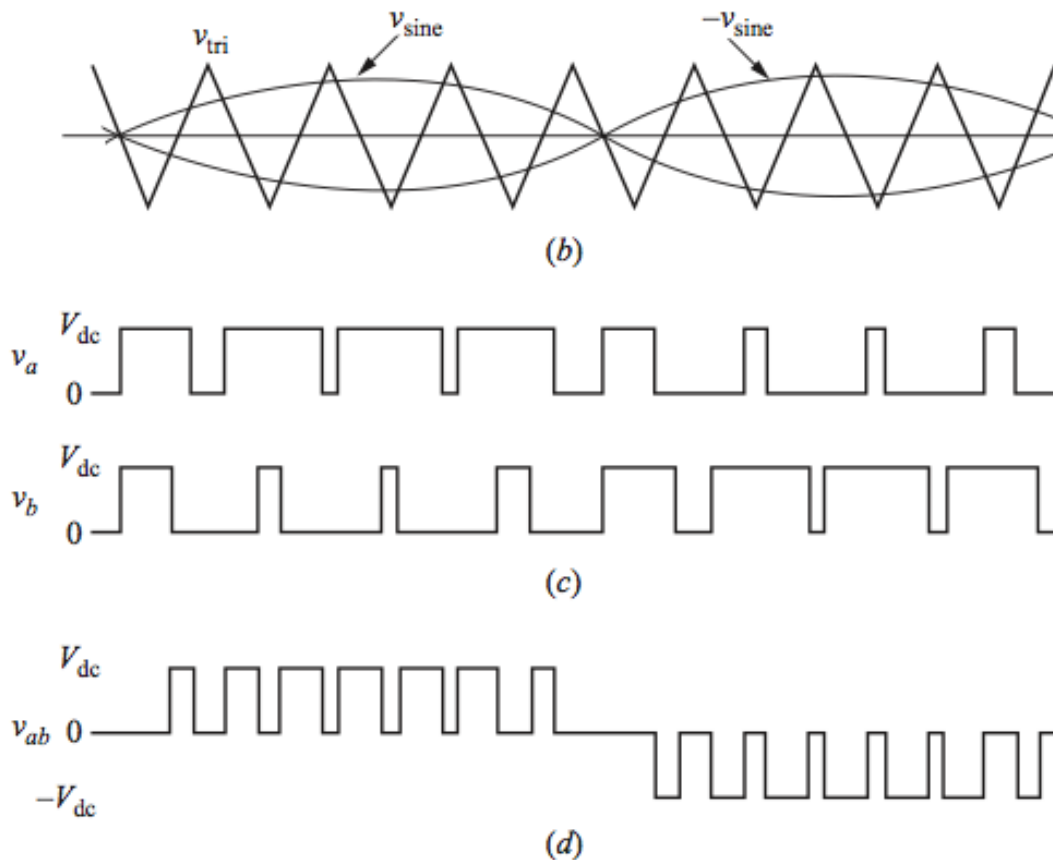 v_tri
v_sine
−v_sine
(b)
V_dc
v_a
0
V_dc
v_b
0
(c)
V_dc
v_ab 0
−V_dc
(d)